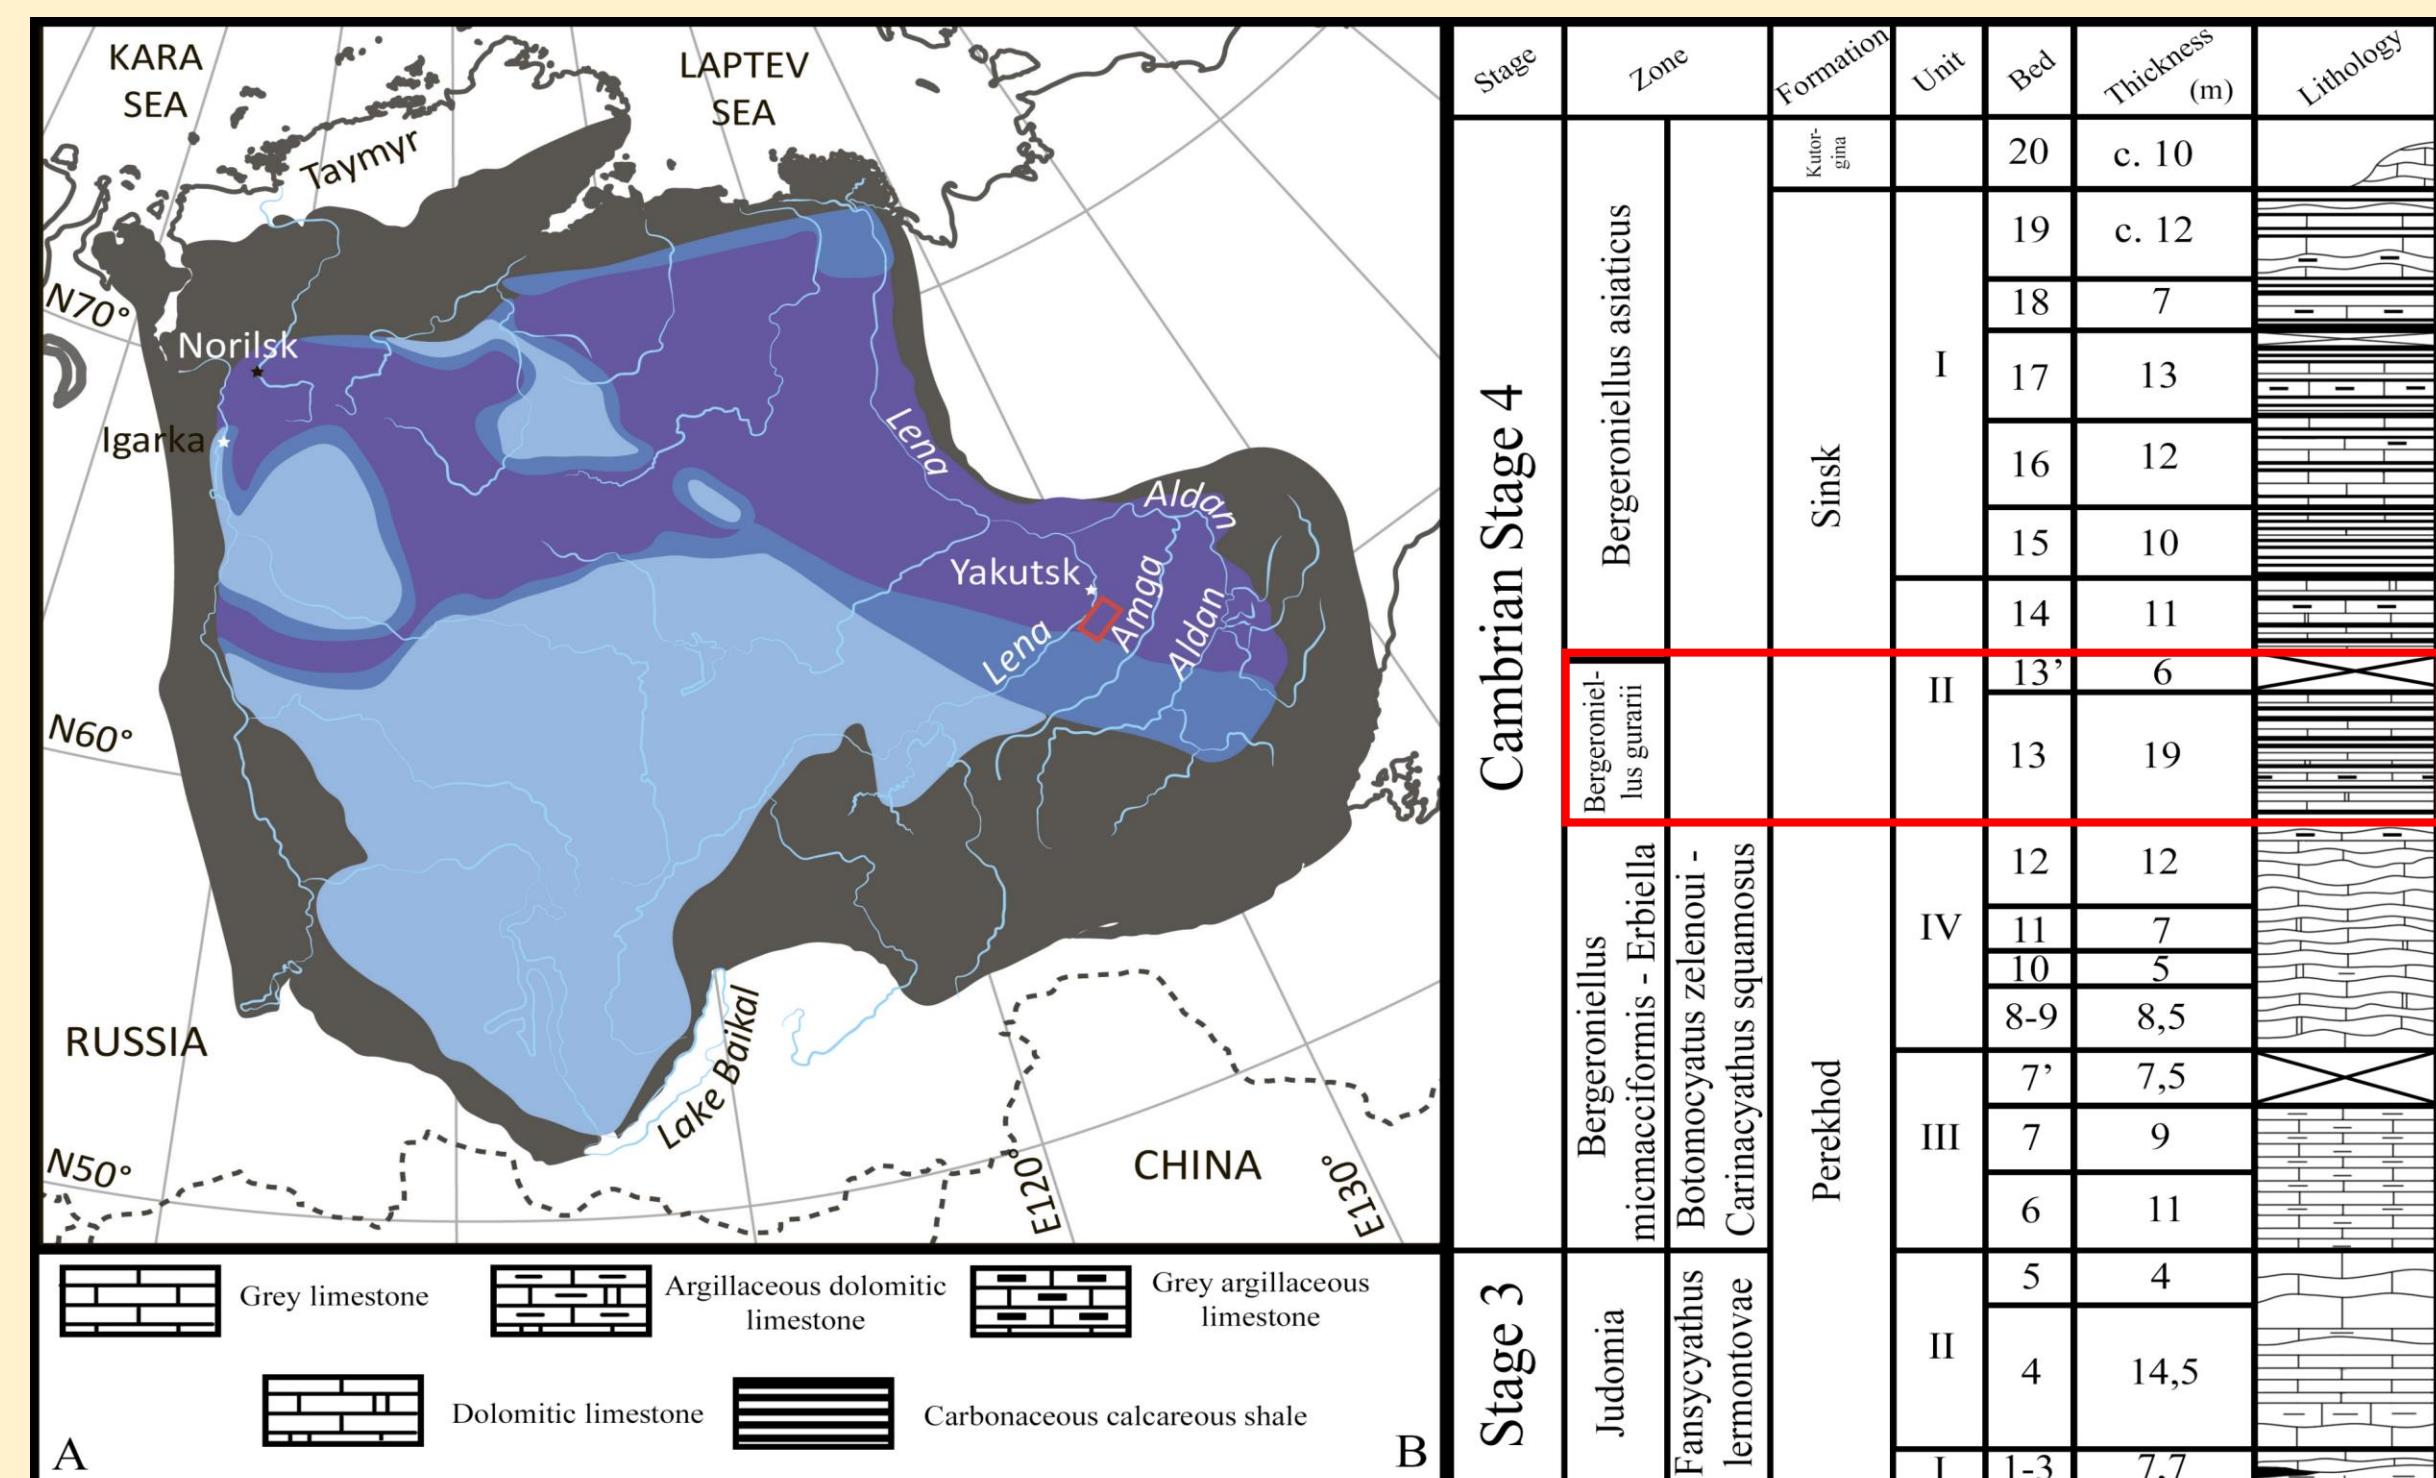 KARA
SEA
LAPTEV
SEA
Taymyr
N70°
Norilsk
Igarka
Lena
Aldan
Yakutsk
Amga
Aldan
Lena
N60°
RUSSIA
Lake Baikal
N50°
E120°
CHINA
E130°
Grey limestone
Argillaceous dolomitic
limestone
Grey argillaceous
limestone
Dolomitic limestone
Carbonaceous calcareous shale
A
B
Stage
Zone
Formation
Unit
Bed
Thickness
(m)
Lithology
Cambrian Stage 4
Stage 3
Bergeroniellus asiaticus
Bergeroniel-
lus gurarii
Bergeroniellus
micmacciformis - Erbiella
Judomia
Botomocyatus zelenoui -
Carinacyathus squamosus
Fansycyathus
lermontovae
Kutor-
gina
Sinsk
Perekhod
I
II
IV
III
II
I
20 c. 10
19 c. 12
18 7
17 13
16 12
15 10
14 11
13’ 6
13 19
12 12
11 7
10 5
8-9 8,5
7’ 7,5
7 9
6 11
5 4
4 14,5
1-3 7,7